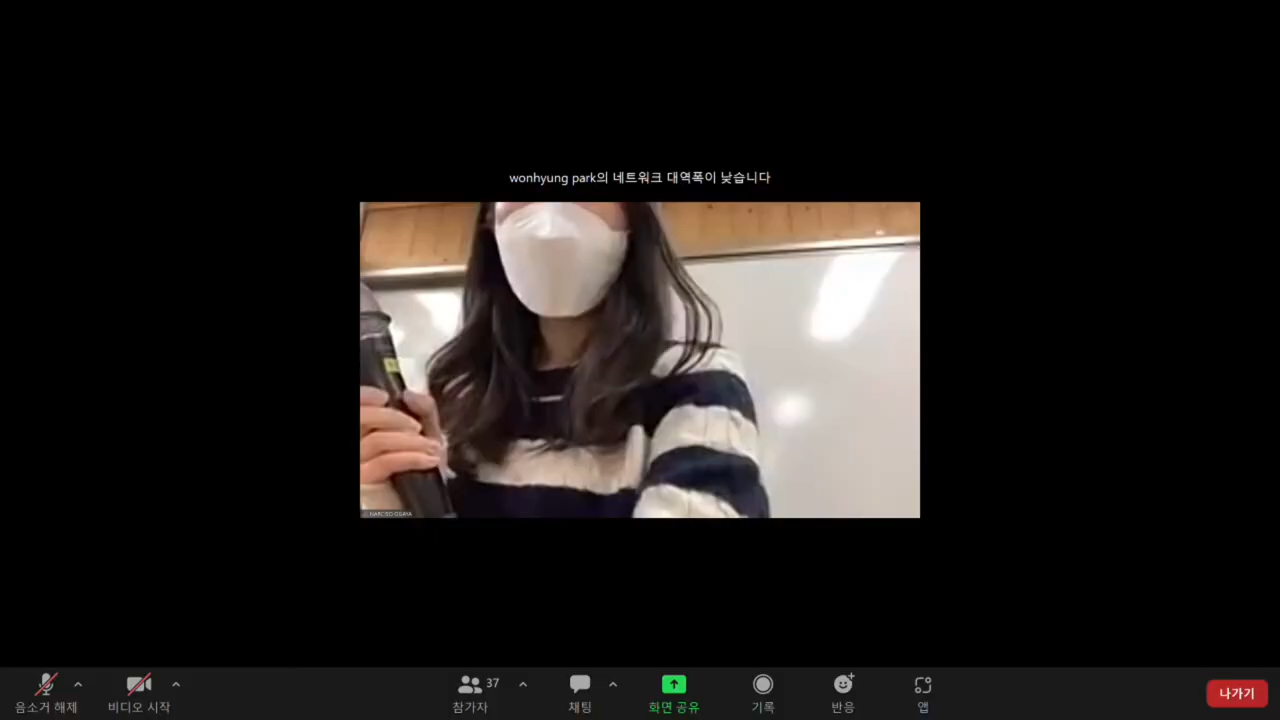 wonhyung park의 네트워크 대역폭이 낮습니다
음소거 해제
비디오 시작
37
참가자
채팅
화면 공유
기록
반응
앱
나가기